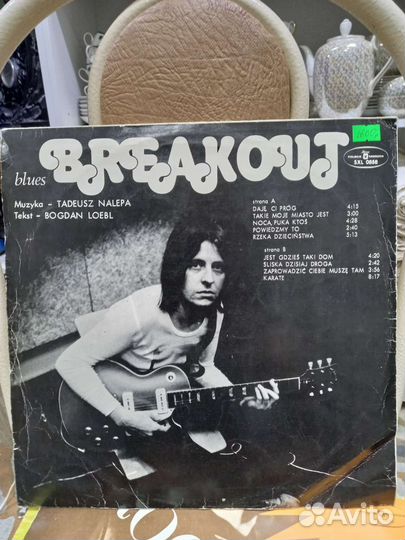 blues BREAKOUT
POLSKIE NAGRANIA
SXL 0858
Muzyka – TADEUSZ NALEPA
Tekst – BOGDAN LOEBL
strona A
DAJĘ CI PRÓG 4:15
TAKIE MOJE MIASTO JEST 3:00
NOCĄ PUKA KTOŚ 4:28
POWIEDZMY TO 2:40
RZEKA DZIECIŃSTWA 5:13
strona B
JEST GDZIEŚ TAKI DOM 4:20
ŚLISKA DZISIAJ DROGA 2:42
ZAPROWADZIĆ CIEBIE MUSZĘ TAM 3:56
KARATE 8:17
Avito